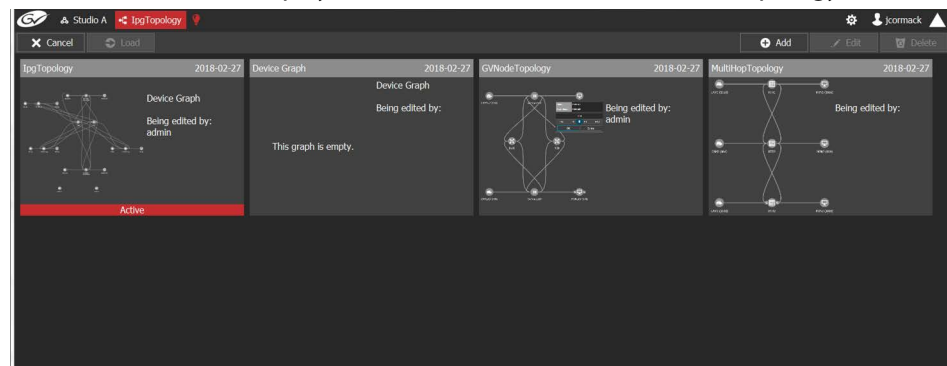 Studio A IpgTopology jcormack
Cancel Load Add Edit Delete
IpgTopology 2018-02-27
Device Graph
Being edited by:
admin
Active
Device Graph 2018-02-27
Device Graph
Being edited by:
This graph is empty.
GVNodeTopology 2018-02-27
Being edited by:
admin
MultiHopTopology 2018-02-27
Being edited by: